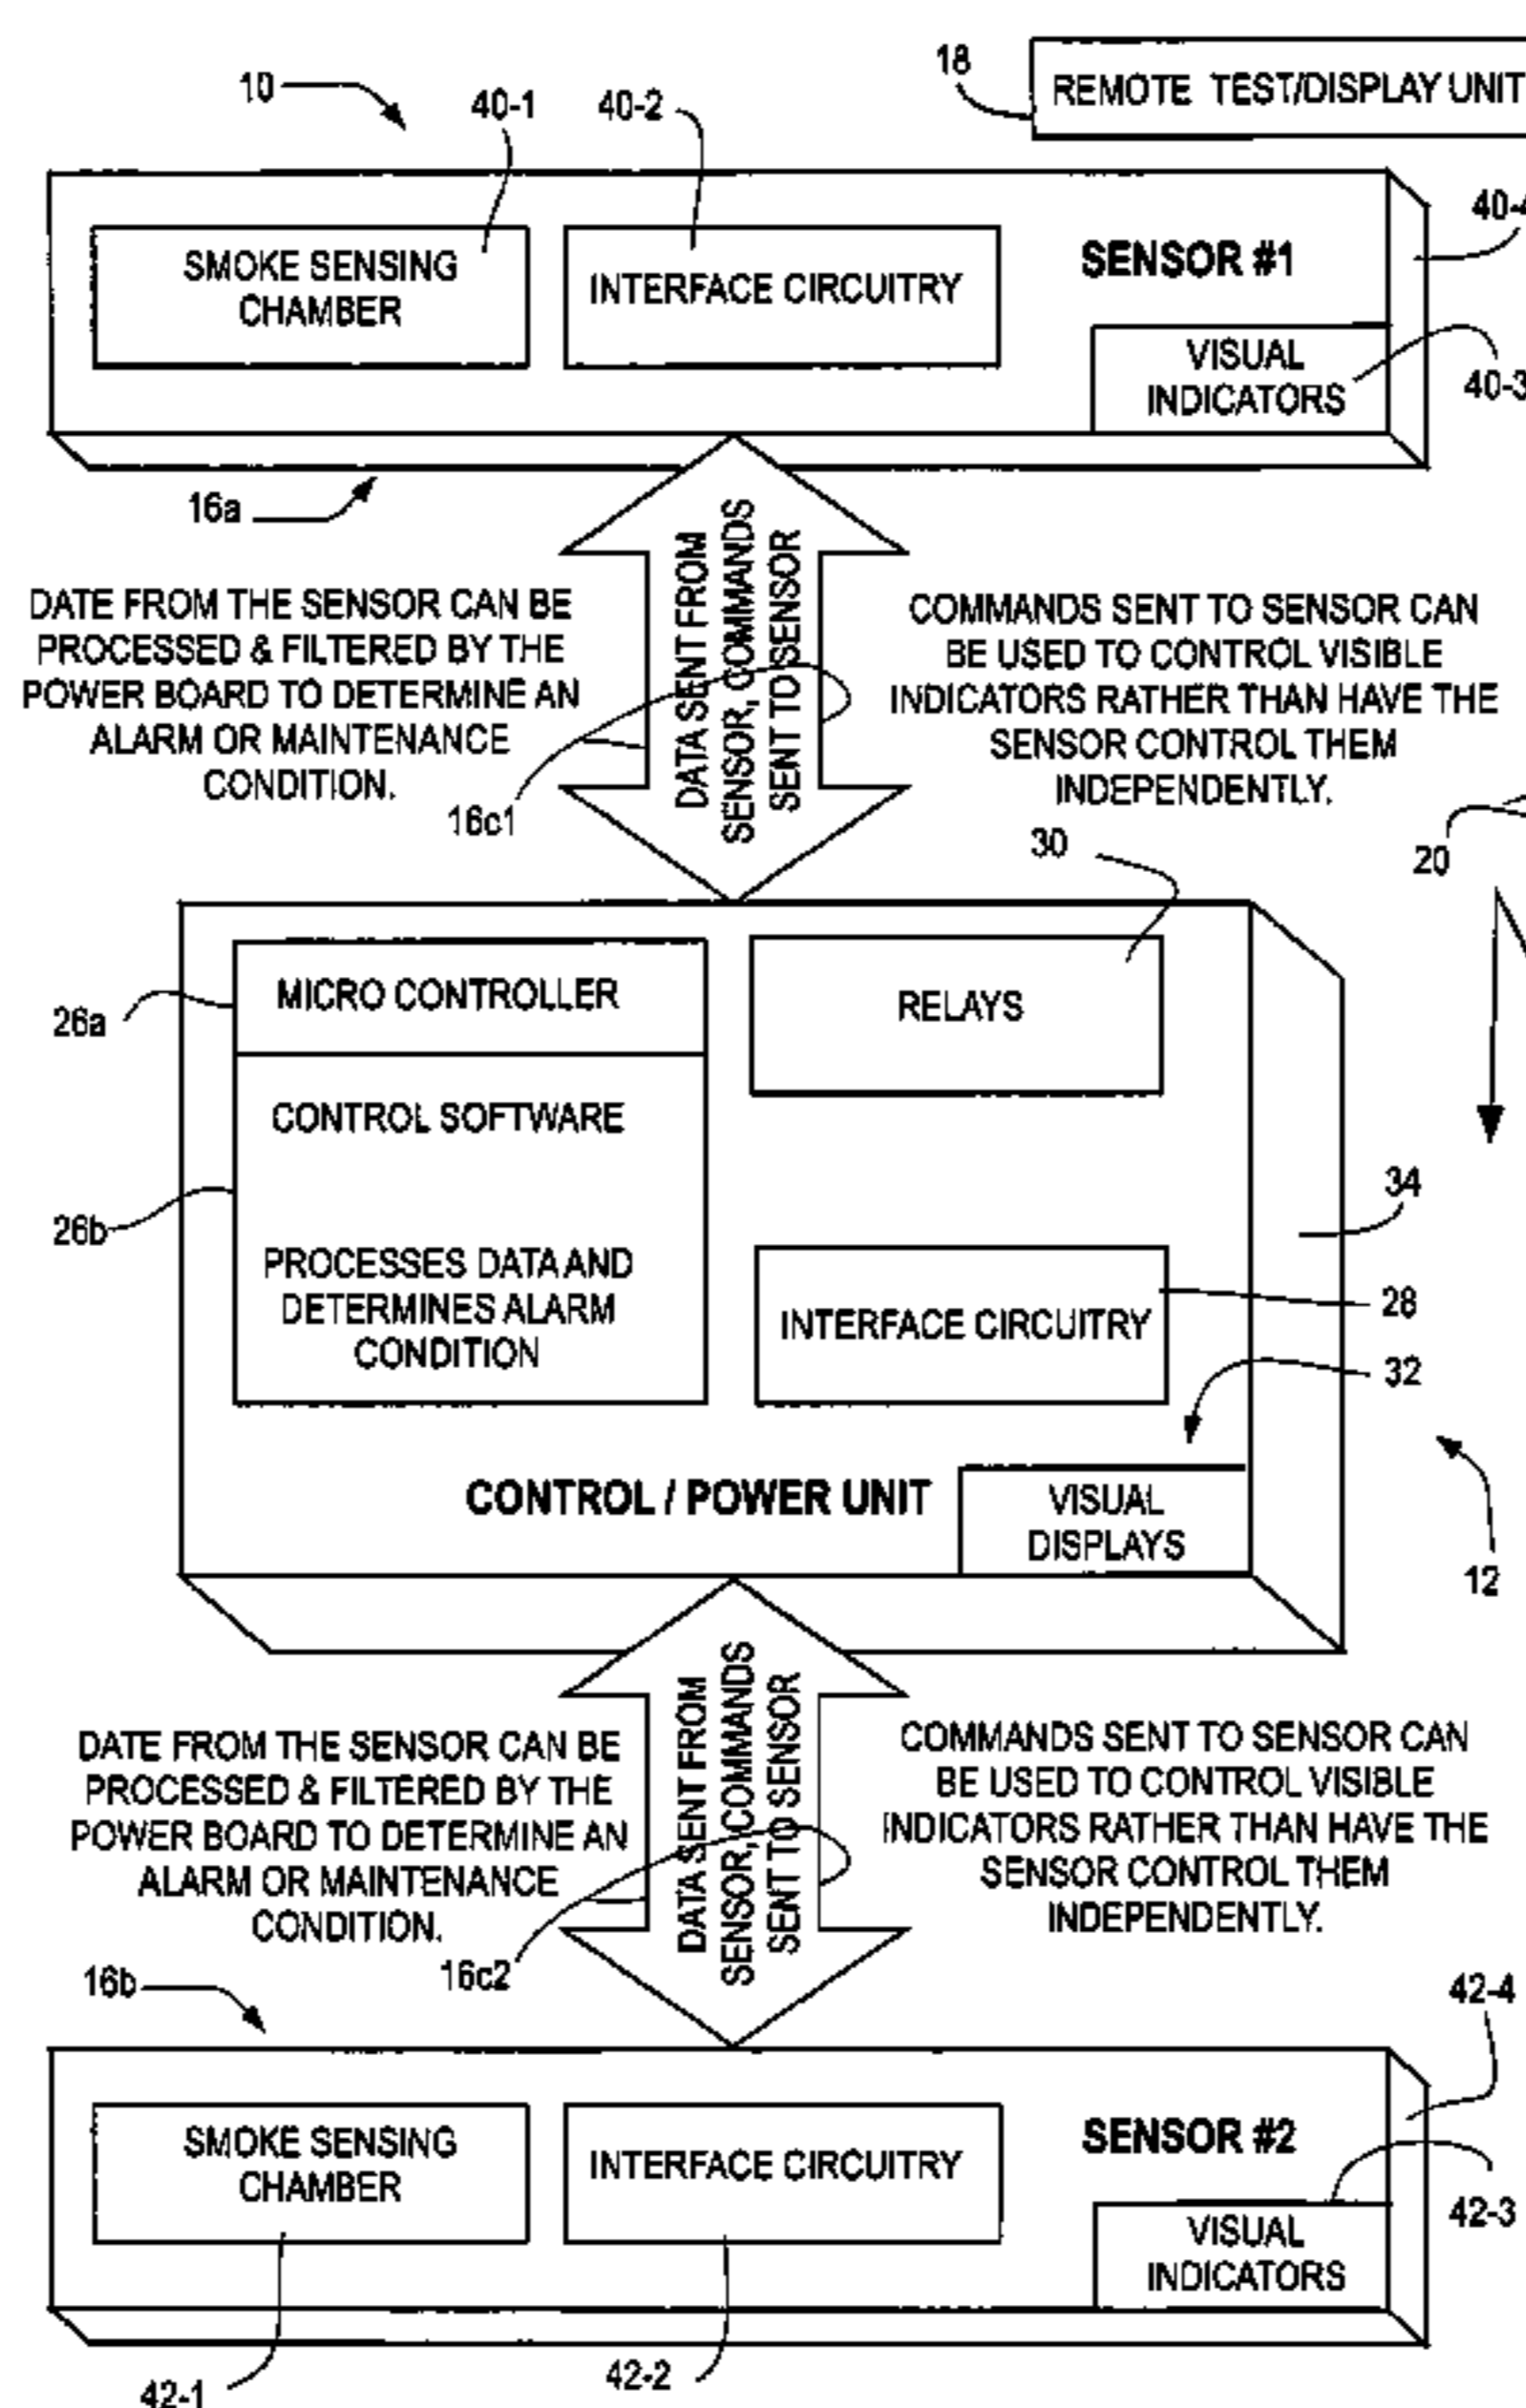 10
40-1
40-2
18
REMOTE TEST/DISPLAY UNIT
SMOKE SENSING
CHAMBER
INTERFACE CIRCUITRY
SENSOR #1
40-4
VISUAL
INDICATORS
40-3
16a
DATE FROM THE SENSOR CAN BE
PROCESSED & FILTERED BY THE
POWER BOARD TO DETERMINE AN
ALARM OR MAINTENANCE
CONDITION.
16c1
DATA SENT FROM
SENSOR, COMMANDS
SENT TO SENSOR
COMMANDS SENT TO SENSOR CAN
BE USED TO CONTROL VISIBLE
INDICATORS RATHER THAN HAVE THE
SENSOR CONTROL THEM
INDEPENDENTLY.
30
20
26a
MICRO CONTROLLER
RELAYS
CONTROL SOFTWARE
26b
PROCESSES DATA AND
DETERMINES ALARM
CONDITION
INTERFACE CIRCUITRY
34
28
32
CONTROL / POWER UNIT
VISUAL
DISPLAYS
12
DATE FROM THE SENSOR CAN BE
PROCESSED & FILTERED BY THE
POWER BOARD TO DETERMINE AN
ALARM OR MAINTENANCE
CONDITION.
16c2
DATA SENT FROM
SENSOR, COMMANDS
SENT TO SENSOR
COMMANDS SENT TO SENSOR CAN
BE USED TO CONTROL VISIBLE
INDICATORS RATHER THAN HAVE THE
SENSOR CONTROL THEM
INDEPENDENTLY.
16b
42-4
SMOKE SENSING
CHAMBER
INTERFACE CIRCUITRY
SENSOR #2
VISUAL
INDICATORS
42-3
42-1
42-2